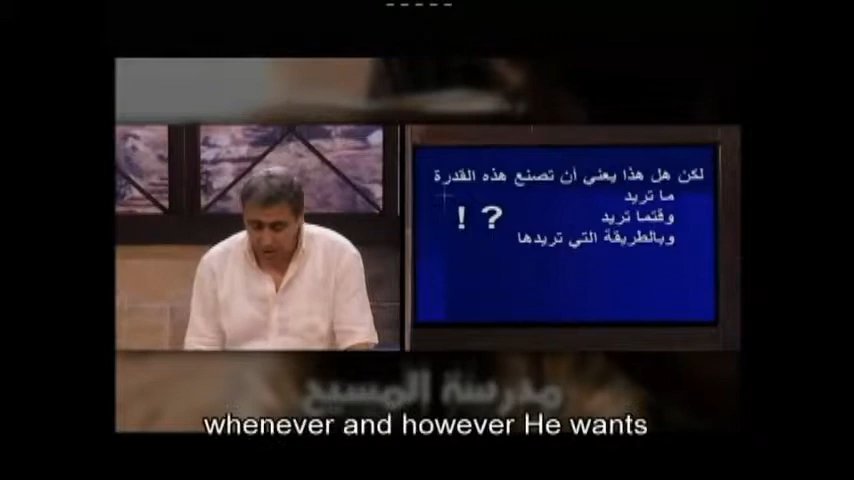 لكن هل هذا يعني أن تصنع هذه القدرة
ما تريد
وقتما تريد
وبالطريقة التي تريدها
? !
مدرسة المسيح
whenever and however He wants